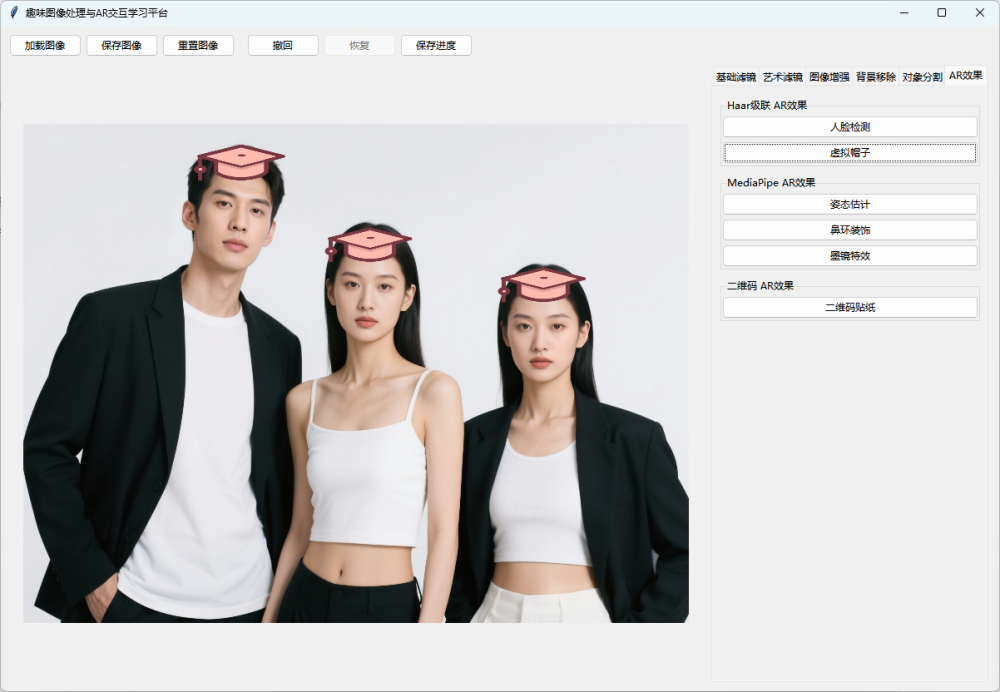 趣味图像处理与AR交互学习平台
加载图像 保存图像 重置图像 撤回 恢复 保存进度
基础滤镜 艺术滤镜 图像增强 背景移除 对象分割 AR效果
Haar级联 AR效果
人脸检测
虚拟帽子
MediaPipe AR效果
姿态估计
鼻环装饰
墨镜特效
二维码 AR效果
二维码贴纸